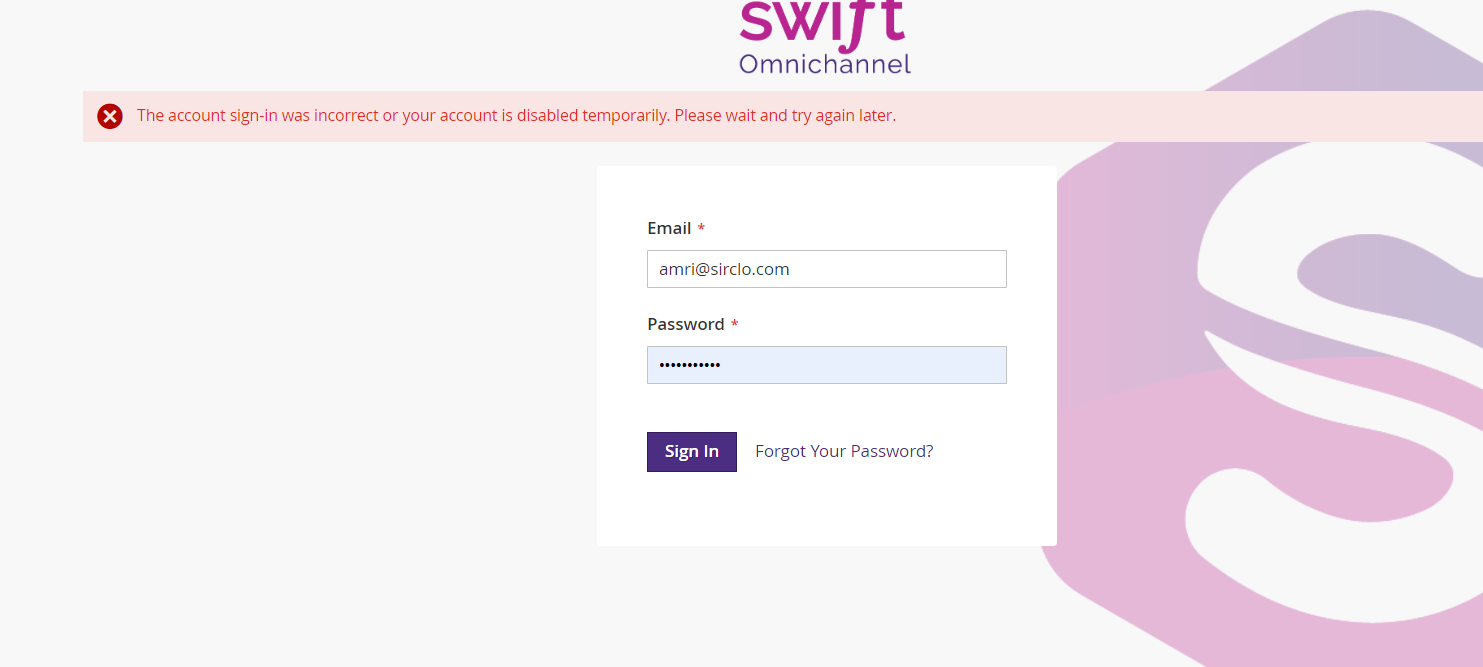 swift
Omnichannel
The account sign-in was incorrect or your account is disabled temporarily. Please wait and try again later.
Email *
amri@sirclo.com
Password *
•••••••••••
Sign In
Forgot Your Password?